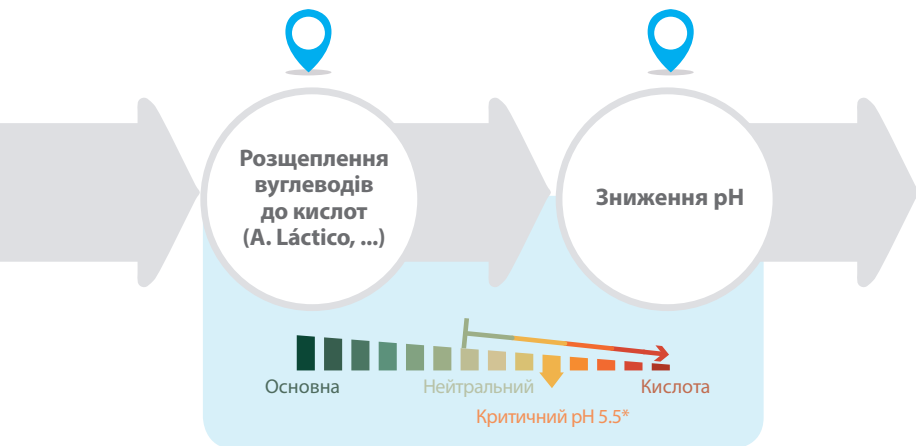 Розщеплення
вуглеводів
до кислот
(A. Láctico, ...)
Зниження pH
Основна
Нейтральний
Кислота
Критичний pH 5.5*